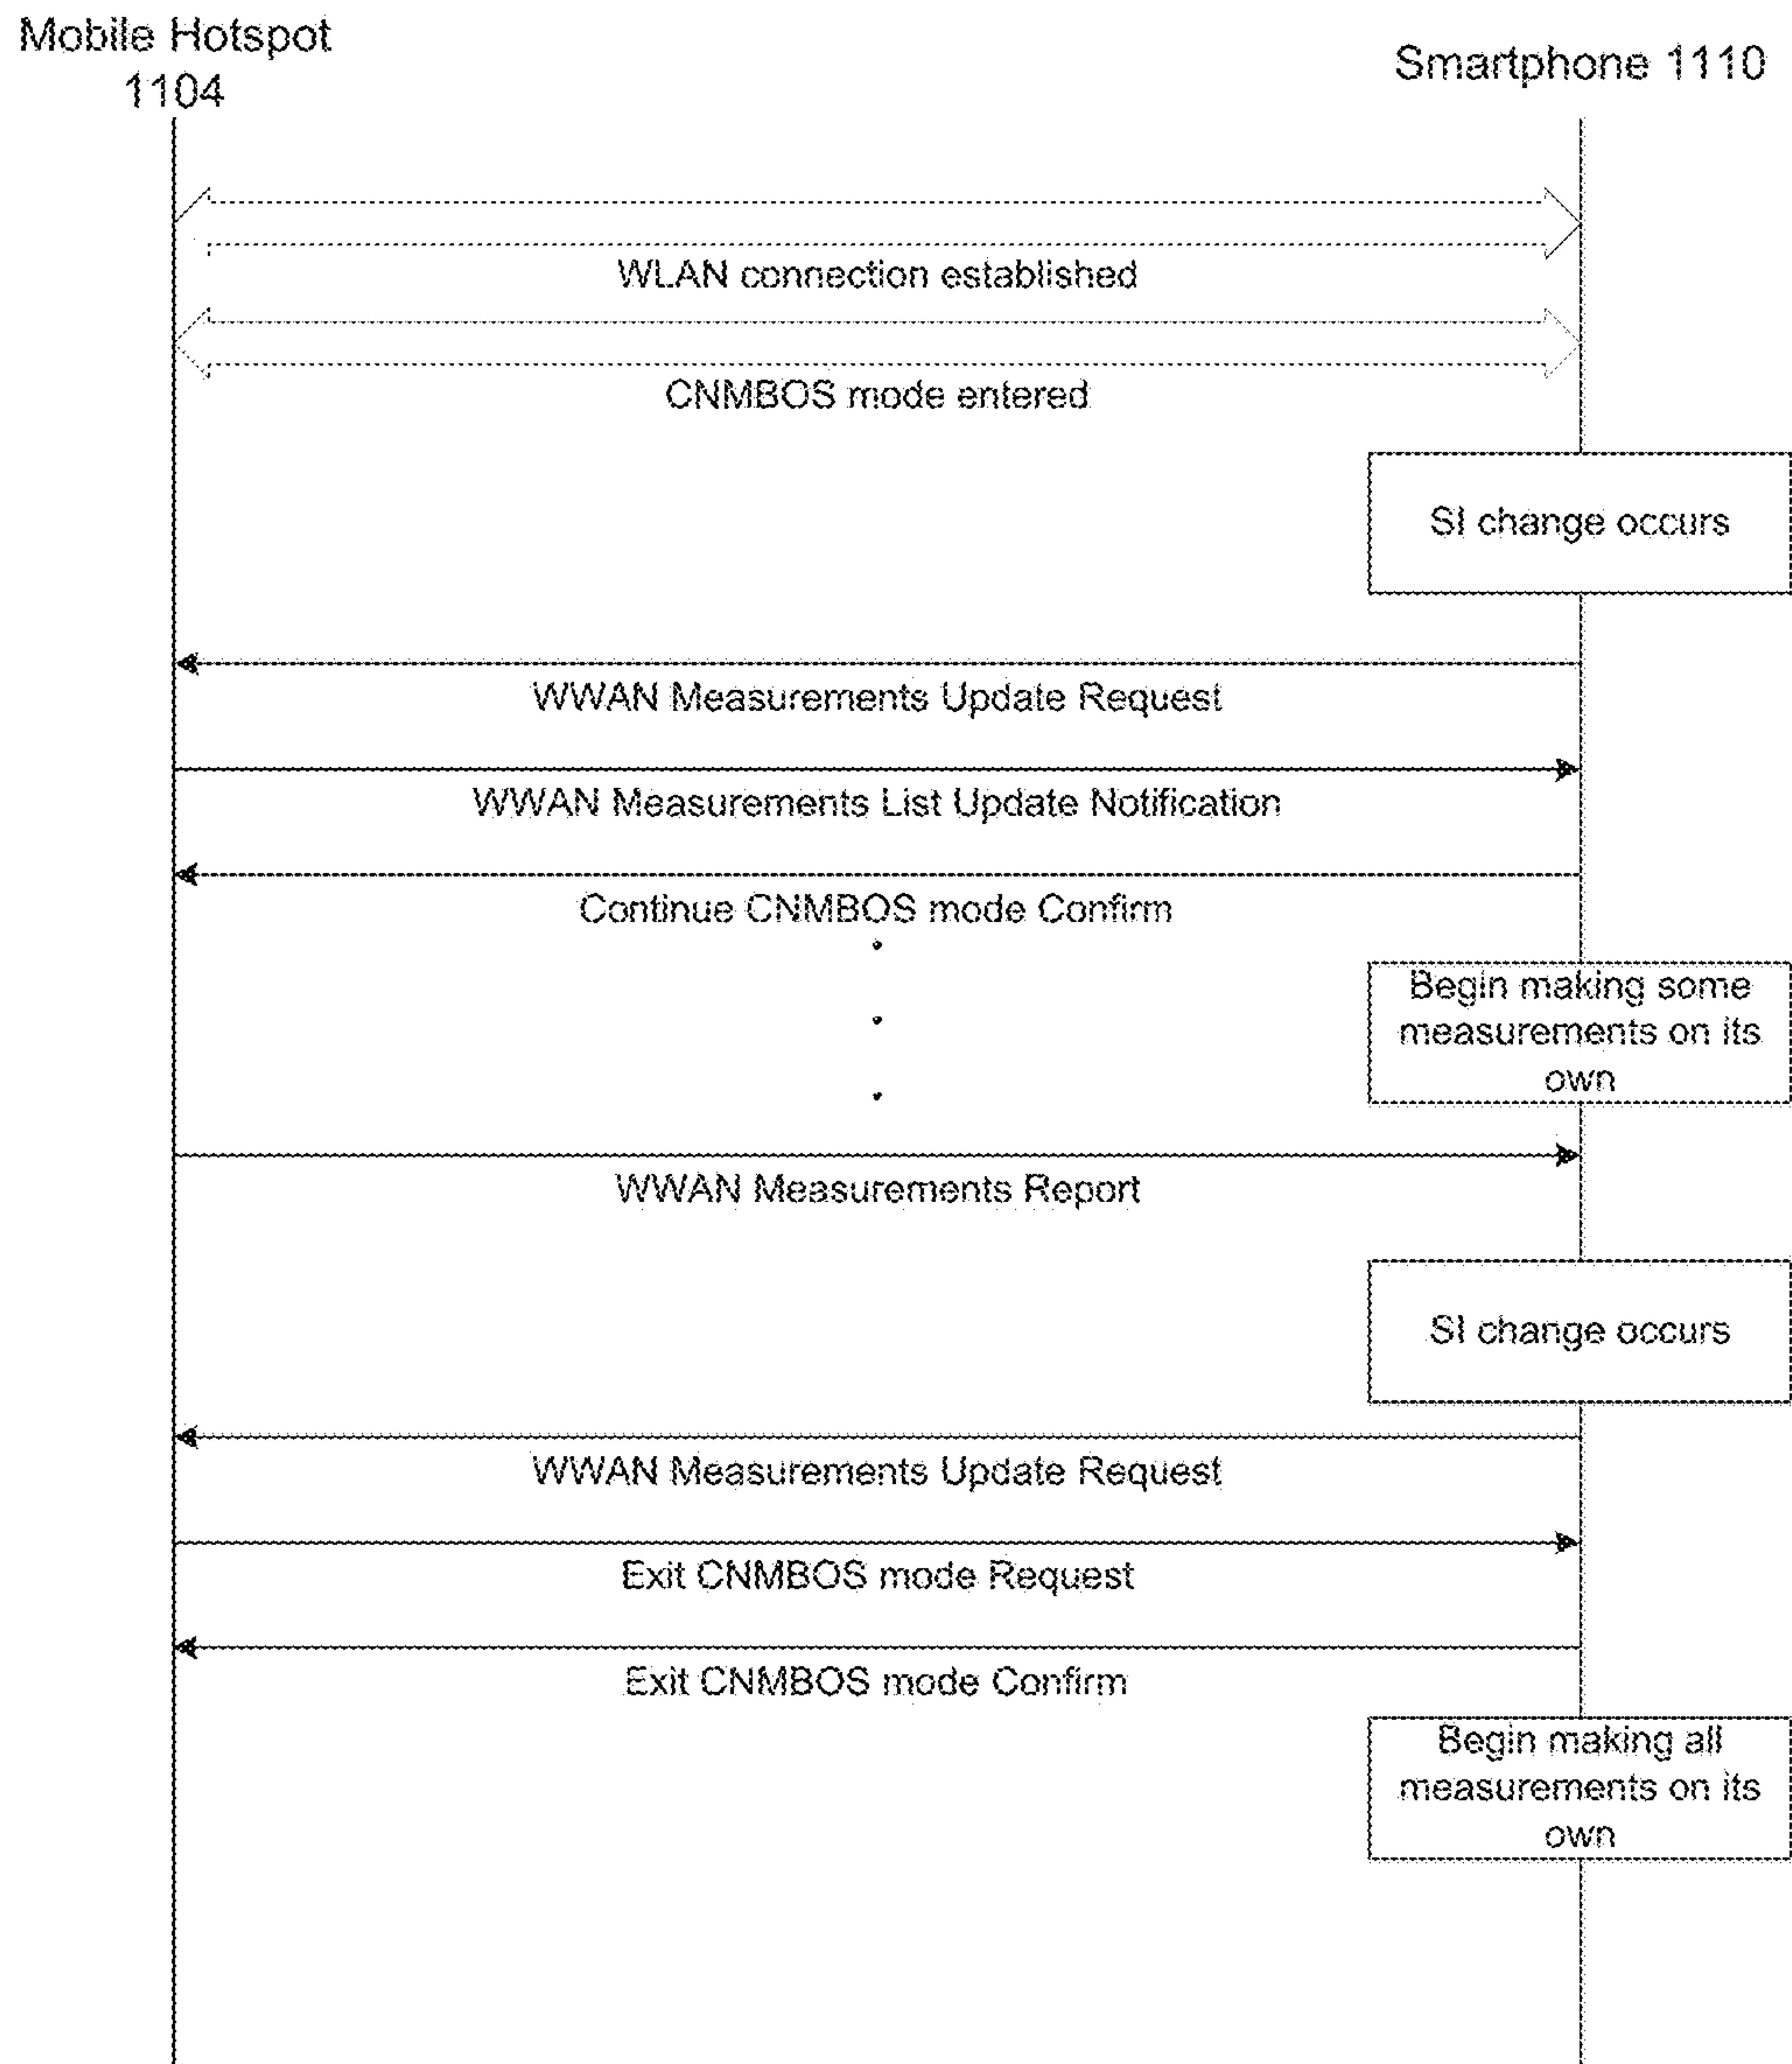 Mobile Hotspot
1104
Smartphone 1110
WLAN connection established
CNMBOS mode entered
SI change occurs
WWAN Measurements Update Request
WWAN Measurements List Update Notification
Continue CNMBOS mode Confirm
Begin making some
measurements on its
own
WWAN Measurements Report
SI change occurs
WWAN Measurements Update Request
Exit CNMBOS mode Request
Exit CNMBOS mode Confirm
Begin making all
measurements on its
own